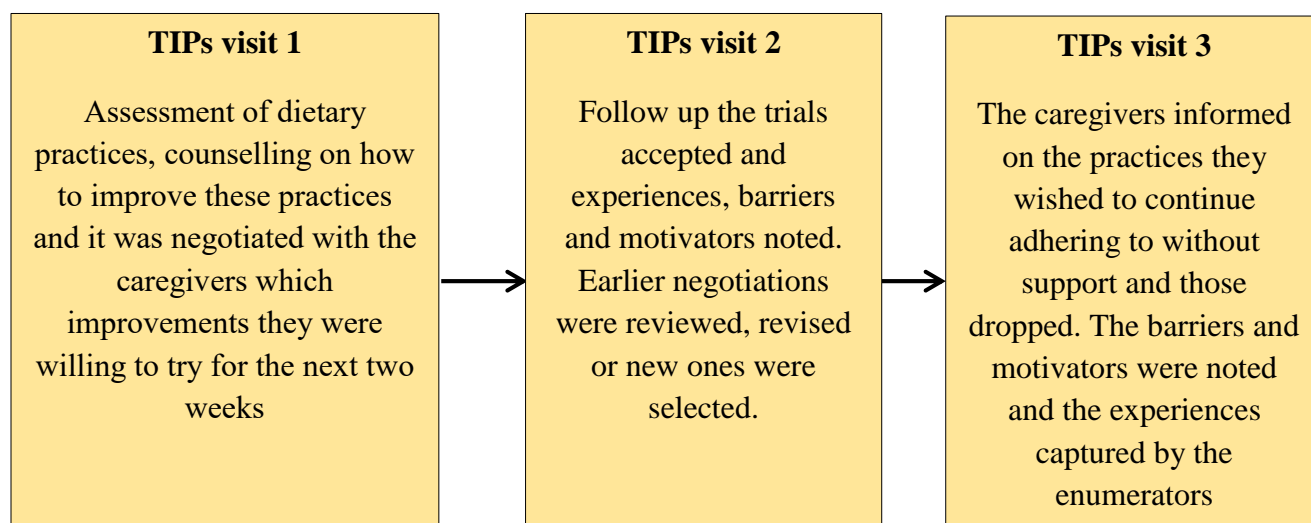 TIPs visit 1
Assessment of dietary
practices, counselling on how
to improve these practices
and it was negotiated with the
caregivers which
improvements they were
willing to try for the next two
weeks
TIPs visit 2
Follow up the trials
accepted and
experiences, barriers
and motivators noted.
Earlier negotiations
were reviewed, revised
or new ones were
selected.
TIPs visit 3
The caregivers informed
on the practices they
wished to continue
adhering to without
support and those
dropped. The barriers and
motivators were noted
and the experiences
captured by the
enumerators